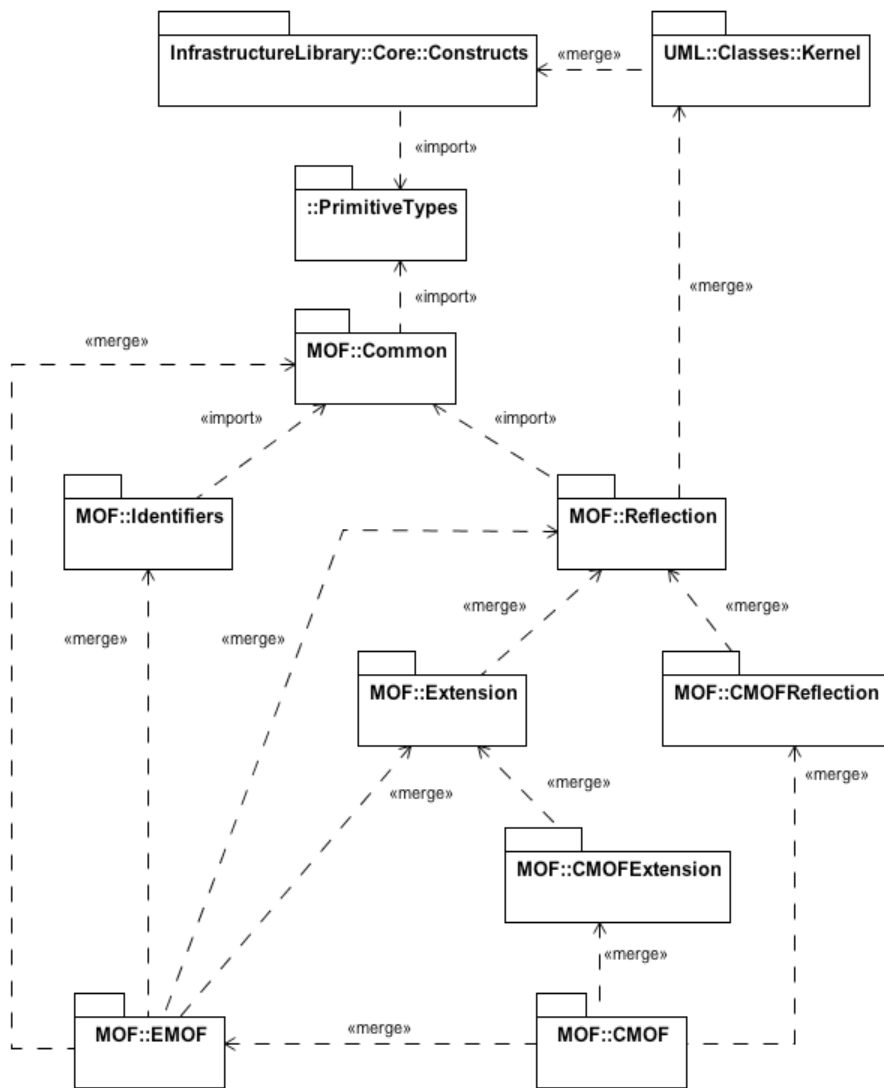 InfrastructureLibrary::Core::Constructs
«merge»
UML::Classes::Kernel
«import»
::PrimitiveTypes
«import»
«merge»
«merge»
MOF::Common
«import»
«import»
MOF::Identifiers
MOF::Reflection
«merge»
«merge»
«merge»
«merge»
MOF::Extension
MOF::CMOFReflection
«merge»
«merge»
«merge»
MOF::CMOFExtension
«merge»
MOF::EMOF
«merge»
MOF::CMOF